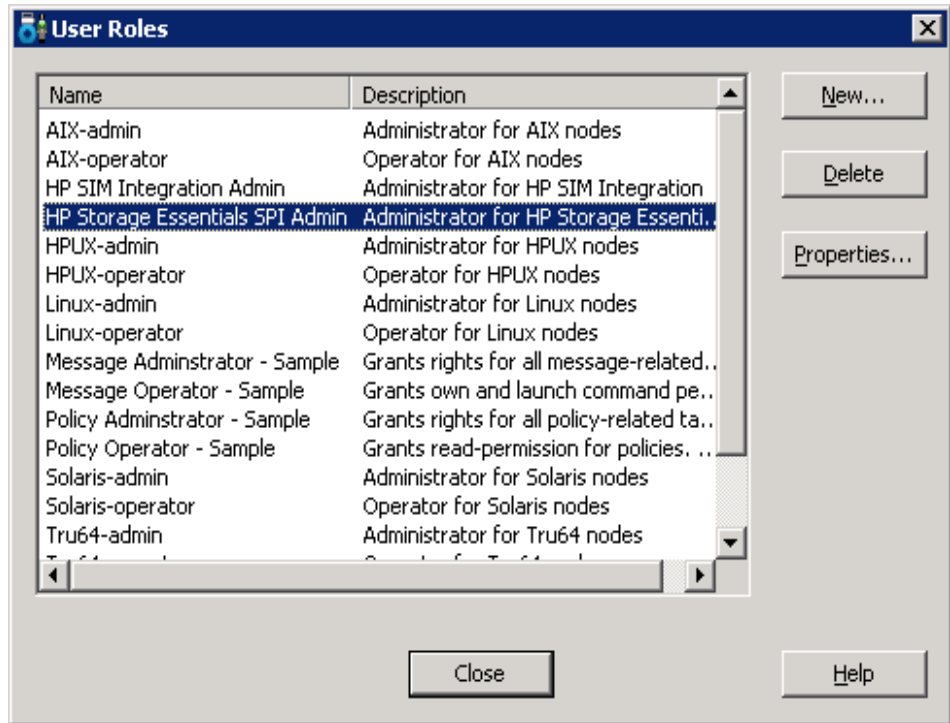 User Roles
Name Description
AIX-admin Administrator for AIX nodes
AIX-operator Operator for AIX nodes
HP SIM Integration Admin Administrator for HP SIM Integration
HP Storage Essentials SPI Admin Administrator for HP Storage Essenti..
HPUX-admin Administrator for HPUX nodes
HPUX-operator Operator for HPUX nodes
Linux-admin Administrator for Linux nodes
Linux-operator Operator for Linux nodes
Message Adminstrator - Sample Grants rights for all message-related..
Message Operator - Sample Grants own and launch command pe..
Policy Adminstrator - Sample Grants rights for all policy-related ta..
Policy Operator - Sample Grants read-permission for policies. ..
Solaris-admin Administrator for Solaris nodes
Solaris-operator Operator for Solaris nodes
Tru64-admin Administrator for Tru64 nodes
New...
Delete
Properties...
Close
Help